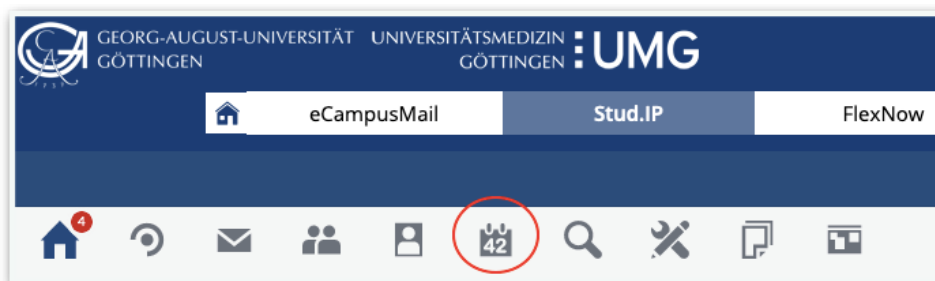 GEORG-AUGUST-UNIVERSITÄT
GÖTTINGEN
UNIVERSITÄTSMEDIZIN
GÖTTINGEN
UMG
eCampusMail
Stud.IP
FlexNow
4
42